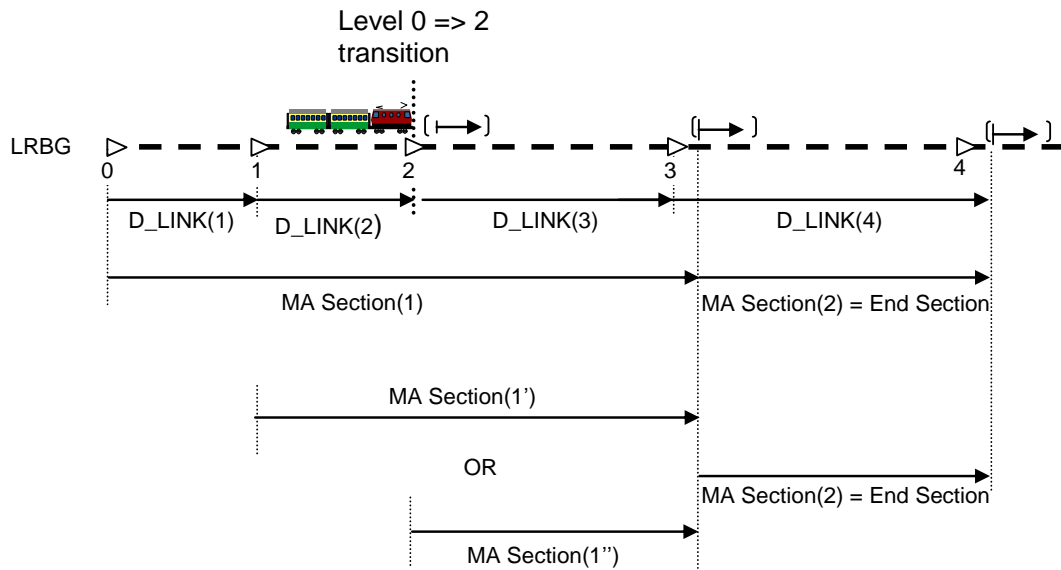 Level 0 => 2
transition
LRBG
0
1
2
3
4
D_LINK(1)
D_LINK(2)
D_LINK(3)
D_LINK(4)
MA Section(1)
MA Section(2) = End Section
MA Section(1')
OR
MA Section(2) = End Section
MA Section(1'')